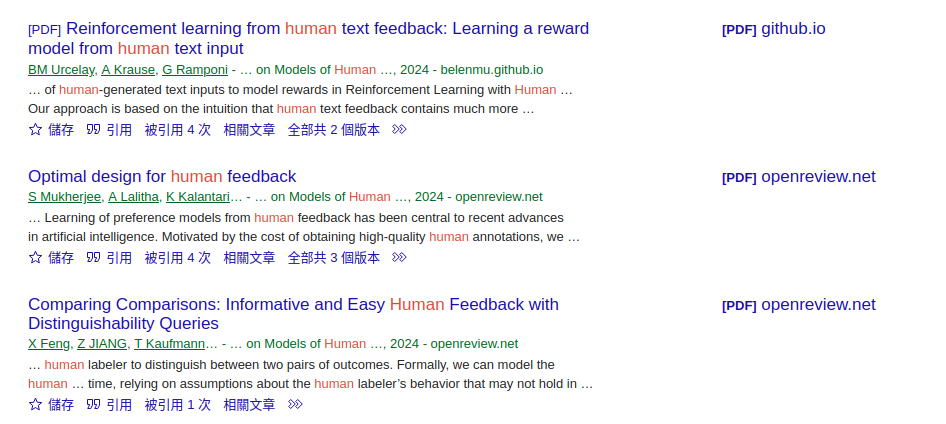 [PDF] Reinforcement learning from human text feedback: Learning a reward [PDF] github.io
model from human text input
BM Urcelay, A Krause, G Ramponi - … on Models of Human …, 2024 - belenmu.github.io
… of human-generated text inputs to model rewards in Reinforcement Learning with Human …
Our approach is based on the intuition that human text feedback contains much more …
儲存 引用 被引用 4 次 相關文章 全部共 2 個版本
Optimal design for human feedback [PDF] openreview.net
S Mukherjee, A Lalitha, K Kalantari… - … on Models of Human …, 2024 - openreview.net
… Learning of preference models from human feedback has been central to recent advances
in artificial intelligence. Motivated by the cost of obtaining high-quality human annotations, we …
儲存 引用 被引用 4 次 相關文章 全部共 3 個版本
Comparing Comparisons: Informative and Easy Human Feedback with [PDF] openreview.net
Distinguishability Queries
X Feng, Z JIANG, T Kaufmann… - … on Models of Human …, 2024 - openreview.net
… human labeler to distinguish between two pairs of outcomes. Formally, we can model the
human … time, relying on assumptions about the human labeler’s behavior that may not hold in …
儲存 引用 被引用 1 次 相關文章